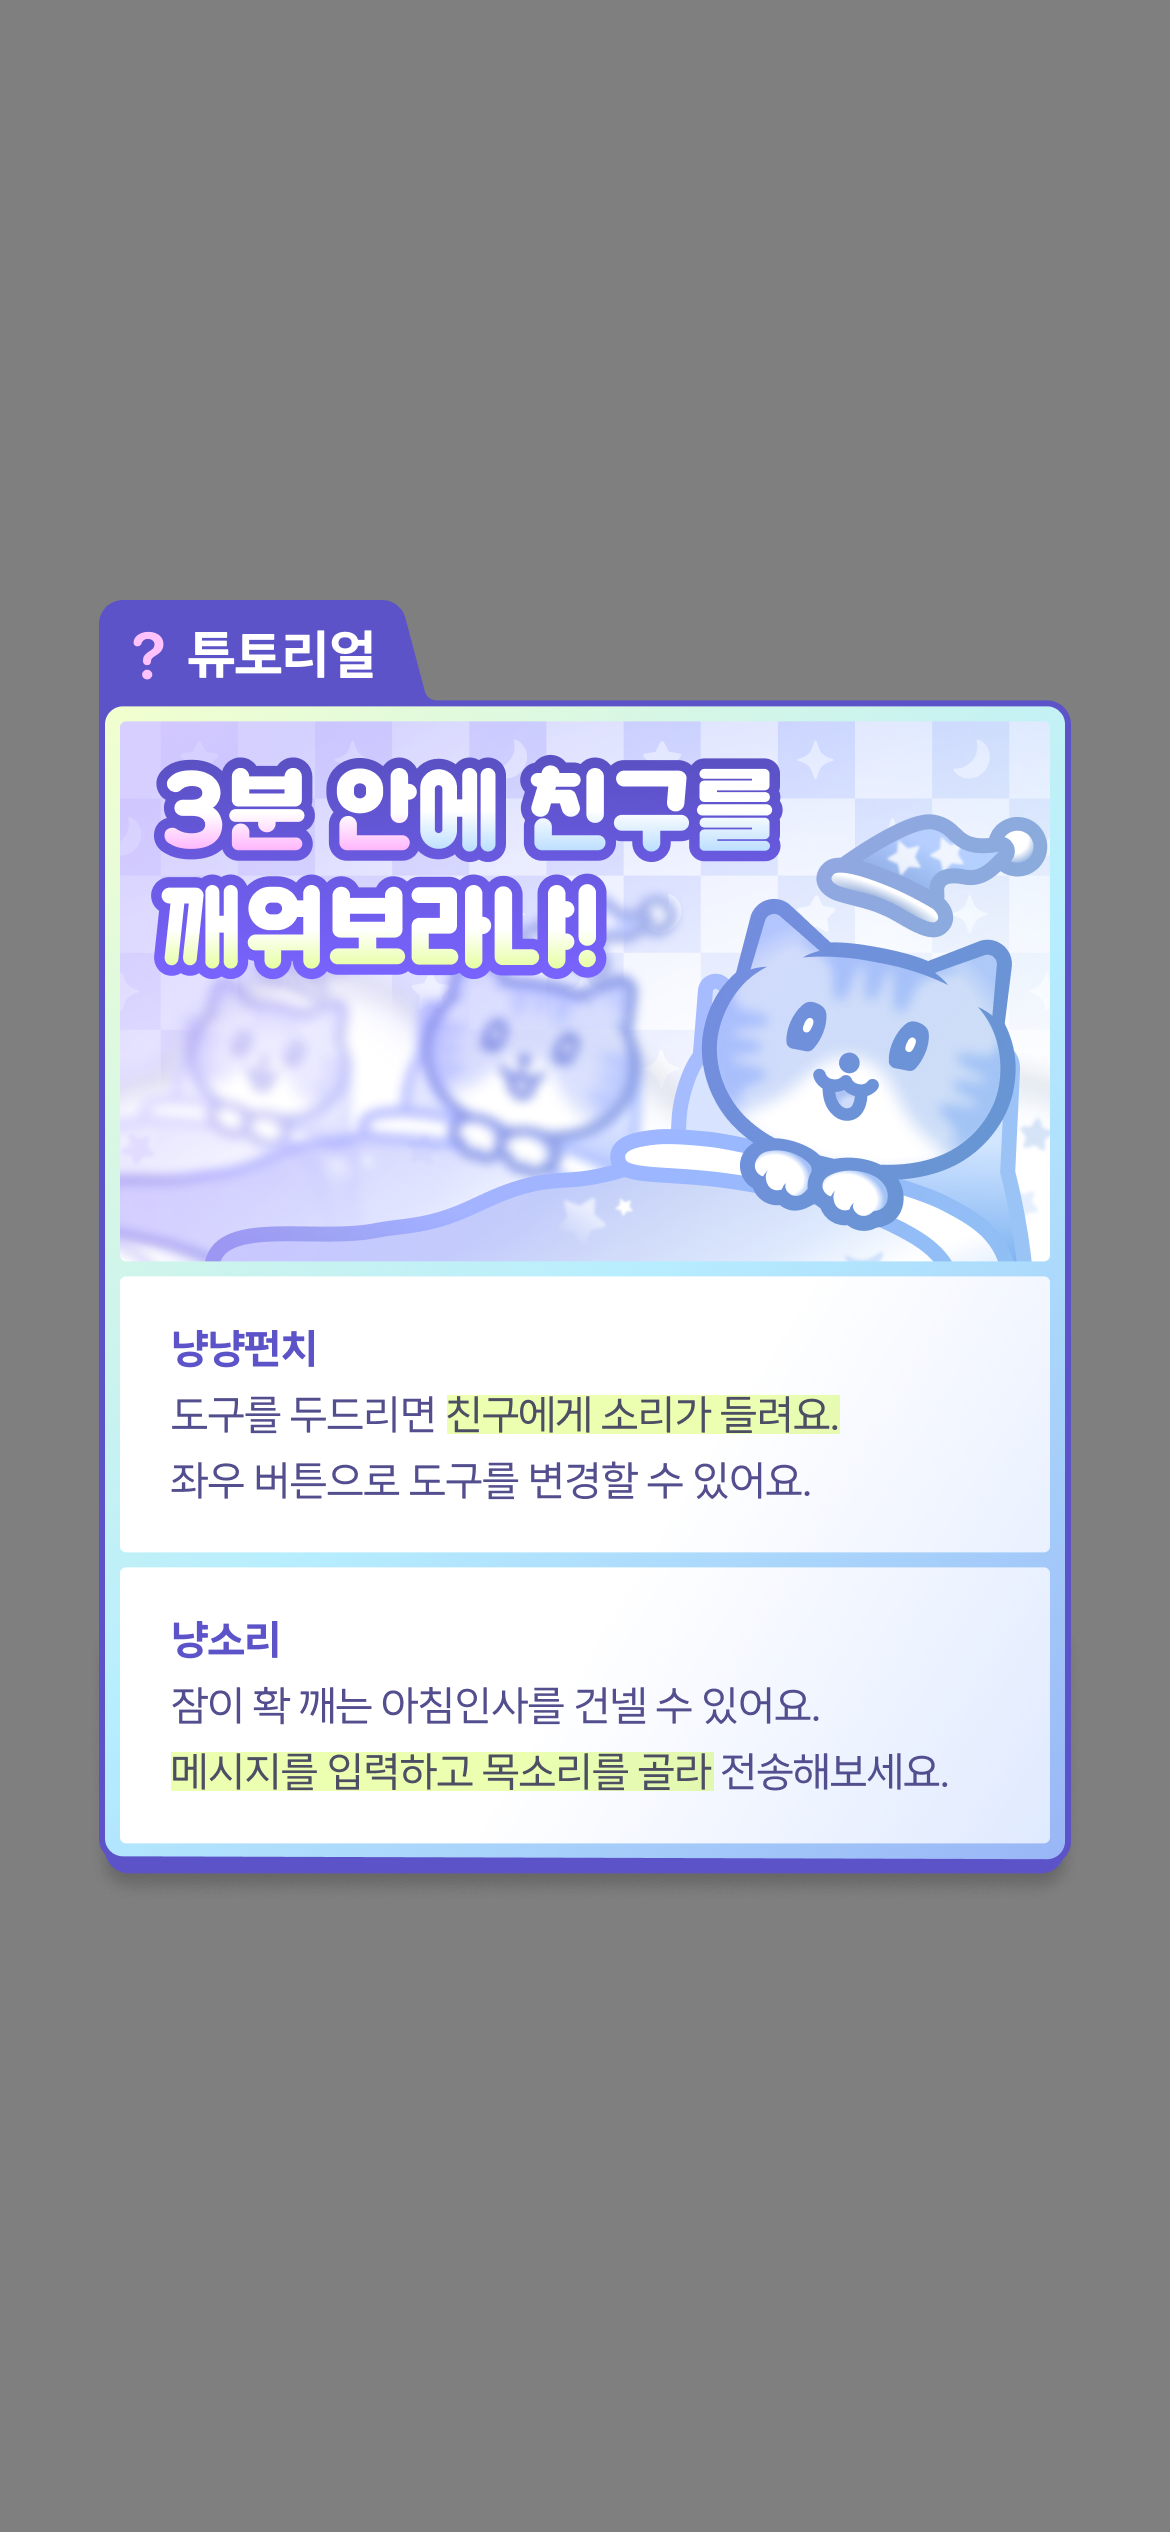 ? 튜토리얼
3분 안에 친구를
깨워보라냥!
냥냥펀치
도구를 두드리면 친구에게 소리가 들려요.
좌우 버튼으로 도구를 변경할 수 있어요.
냥소리
잠이 확 깨는 아침인사를 건넬 수 있어요.
메시지를 입력하고 목소리를 골라 전송해보세요.